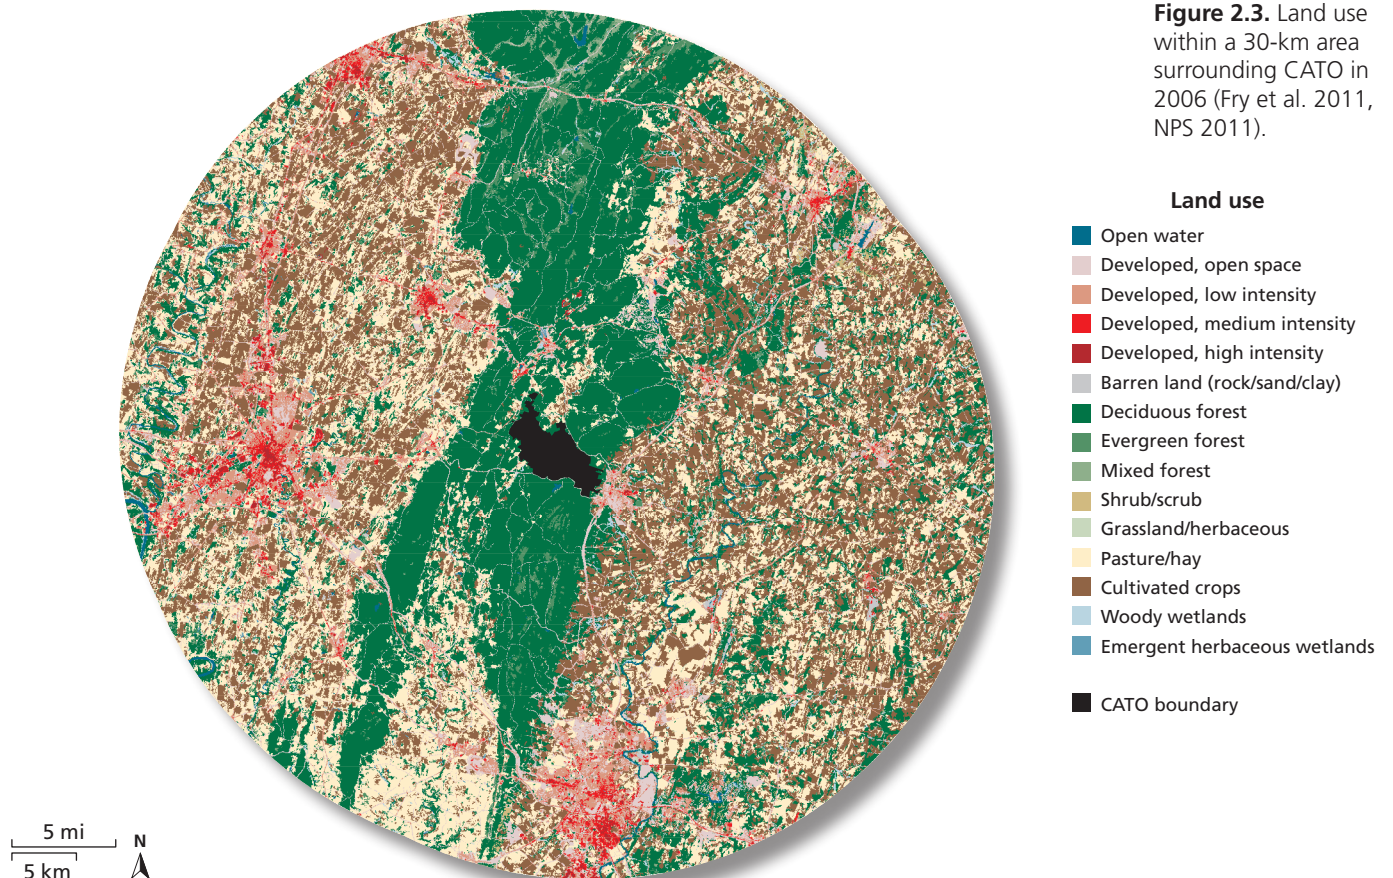 Figure 2.3. Land use
within a 30-km area
surrounding CATO in
2006 (Fry et al. 2011,
NPS 2011).
Land use
Open water
Developed, open space
Developed, low intensity
Developed, medium intensity
Developed, high intensity
Barren land (rock/sand/clay)
Deciduous forest
Evergreen forest
Mixed forest
Shrub/scrub
Grassland/herbaceous
Pasture/hay
Cultivated crops
Woody wetlands
Emergent herbaceous wetlands
CATO boundary
5 mi
N
5 km